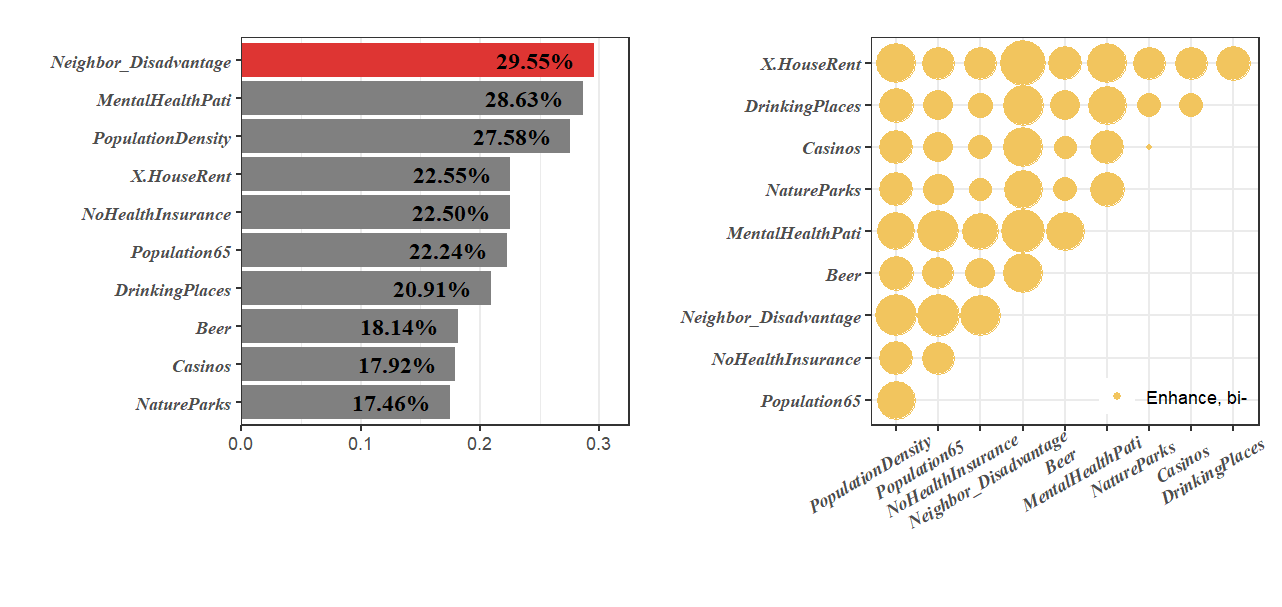 Neighbor_Disadvantage 29.55%
MentalHealthPati 28.63%
PopulationDensity 27.58%
X.HouseRent 22.55%
NoHealthInsurance 22.50%
Population65 22.24%
DrinkingPlaces 20.91%
Beer 18.14%
Casinos 17.92%
NatureParks 17.46%
0.0 0.1 0.2 0.3
X.HouseRent
DrinkingPlaces
Casinos
NatureParks
MentalHealthPati
Beer
Neighbor_Disadvantage
NoHealthInsurance
Population65
Enhance, bi-
PopulationDensity
Population65
NoHealthInsurance
Neighbor_Disadvantage
Beer
MentalHealthPati
NatureParks
Casinos
DrinkingPlaces